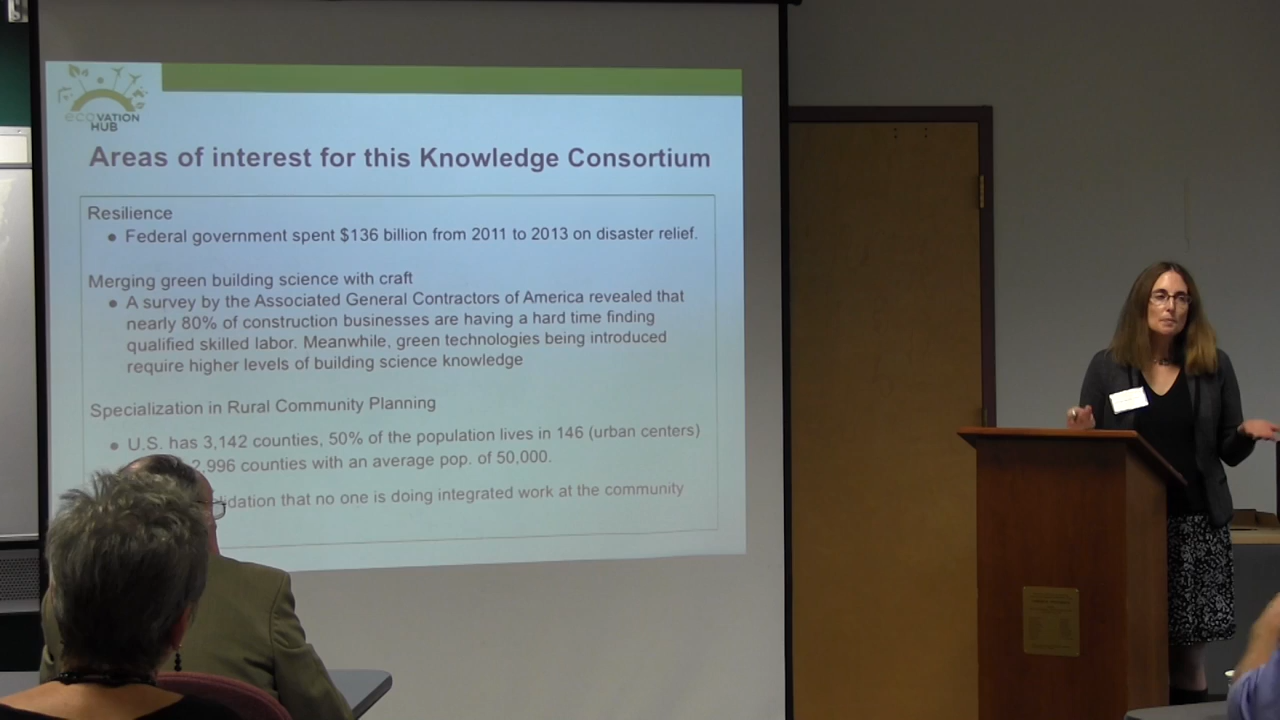 ecovation
HUB
Areas of interest for this Knowledge Consortium
Resilience
● Federal government spent $136 billion from 2011 to 2013 on disaster relief.
Merging green building science with craft
● A survey by the Associated General Contractors of America revealed that
nearly 80% of construction businesses are having a hard time finding
qualified skilled labor. Meanwhile, green technologies being introduced
require higher levels of building science knowledge
Specialization in Rural Community Planning
● U.S. has 3,142 counties, 50% of the population lives in 146 (urban centers)
2,996 counties with an average pop. of 50,000.
that no one is doing integrated work at the community